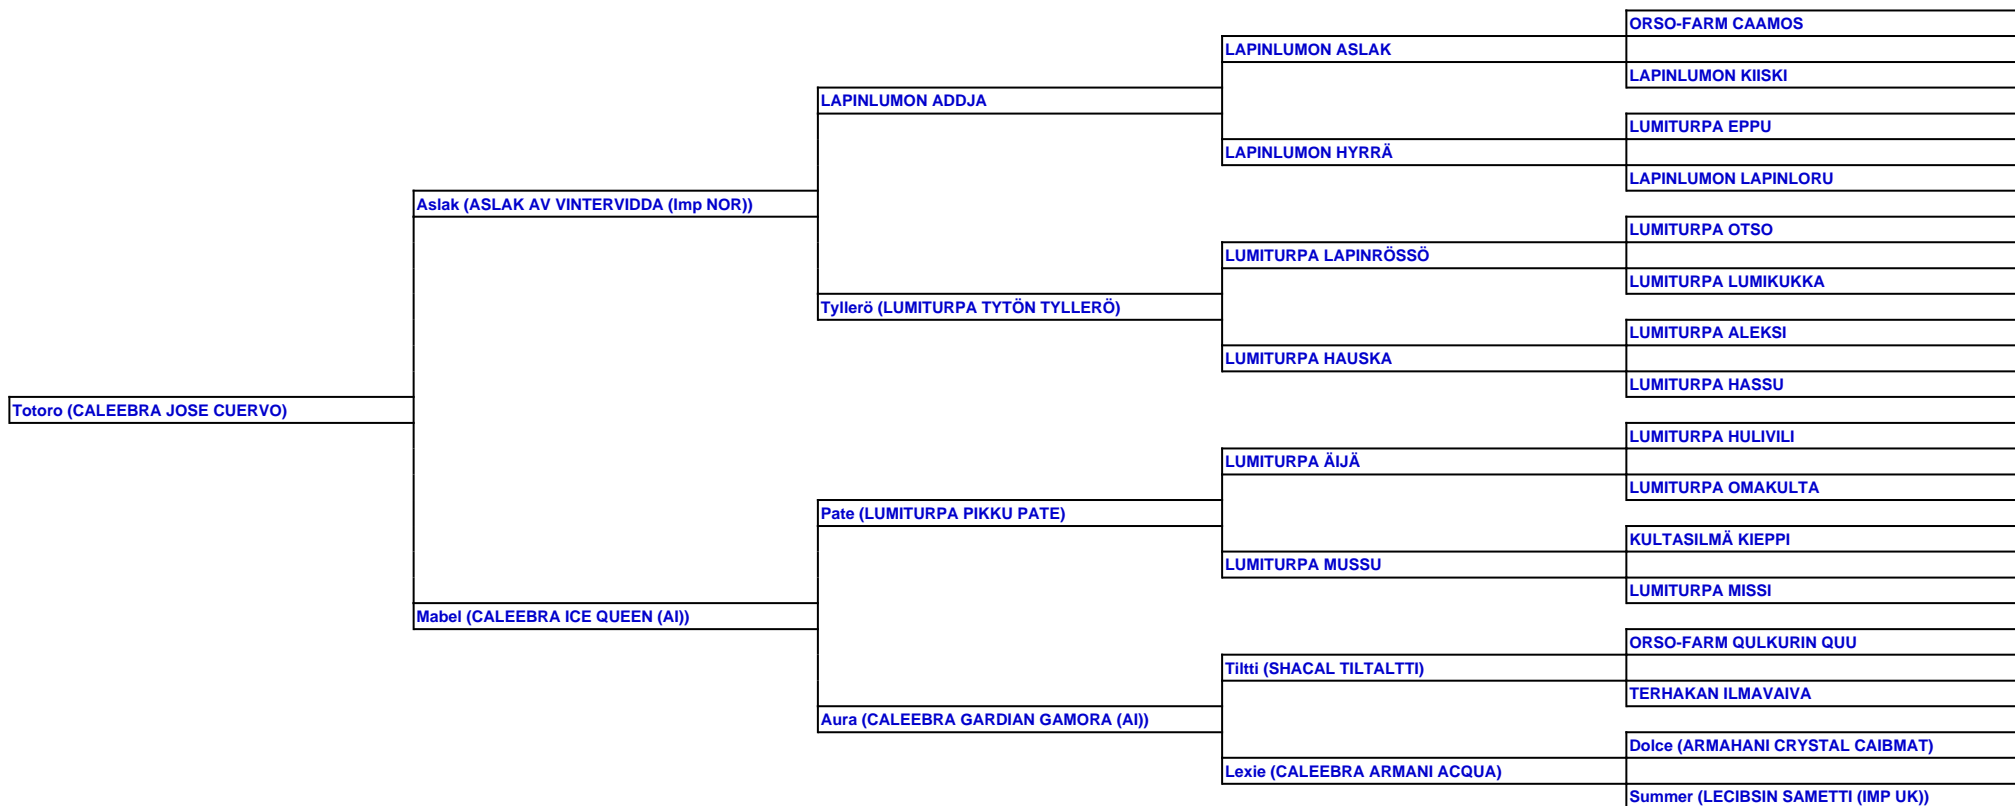 ORSO-FARM CAAMOS
LAPINLUMON ASLAK
LAPINLUMON KIISKI
LAPINLUMON ADDJA
LUMITURPA EPPU
LAPINLUMON HYRRÄ
LAPINLUMON LAPINLORU
Aslak (ASLAK AV VINTERVIDDA (Imp NOR))
LUMITURPA OTSO
LUMITURPA LAPINRÖSSÖ
LUMITURPA LUMIKUKKA
Tyllerö (LUMITURPA TYTÖN TYLLERÖ)
LUMITURPA ALEKSI
LUMITURPA HAUSKA
LUMITURPA HASSU
Totoro (CALEEBRA JOSE CUERVO)
LUMITURPA HULIVILI
LUMITURPA ÄIJÄ
LUMITURPA OMAKULTA
Pate (LUMITURPA PIKKU PATE)
KULTASILMÄ KIEPPI
LUMITURPA MUSSU
LUMITURPA MISSI
Mabel (CALEEBRA ICE QUEEN (AI))
ORSO-FARM QULKURIN QUU
Tiltti (SHACAL TILTALTTI)
TERHAKAN ILMAVAIVA
Aura (CALEEBRA GARDIAN GAMORA (AI))
Dolce (ARMAHANI CRYSTAL CAIBMAT)
Lexie (CALEEBRA ARMANI ACQUA)
Summer (LECIBSIN SAMETTI (IMP UK))